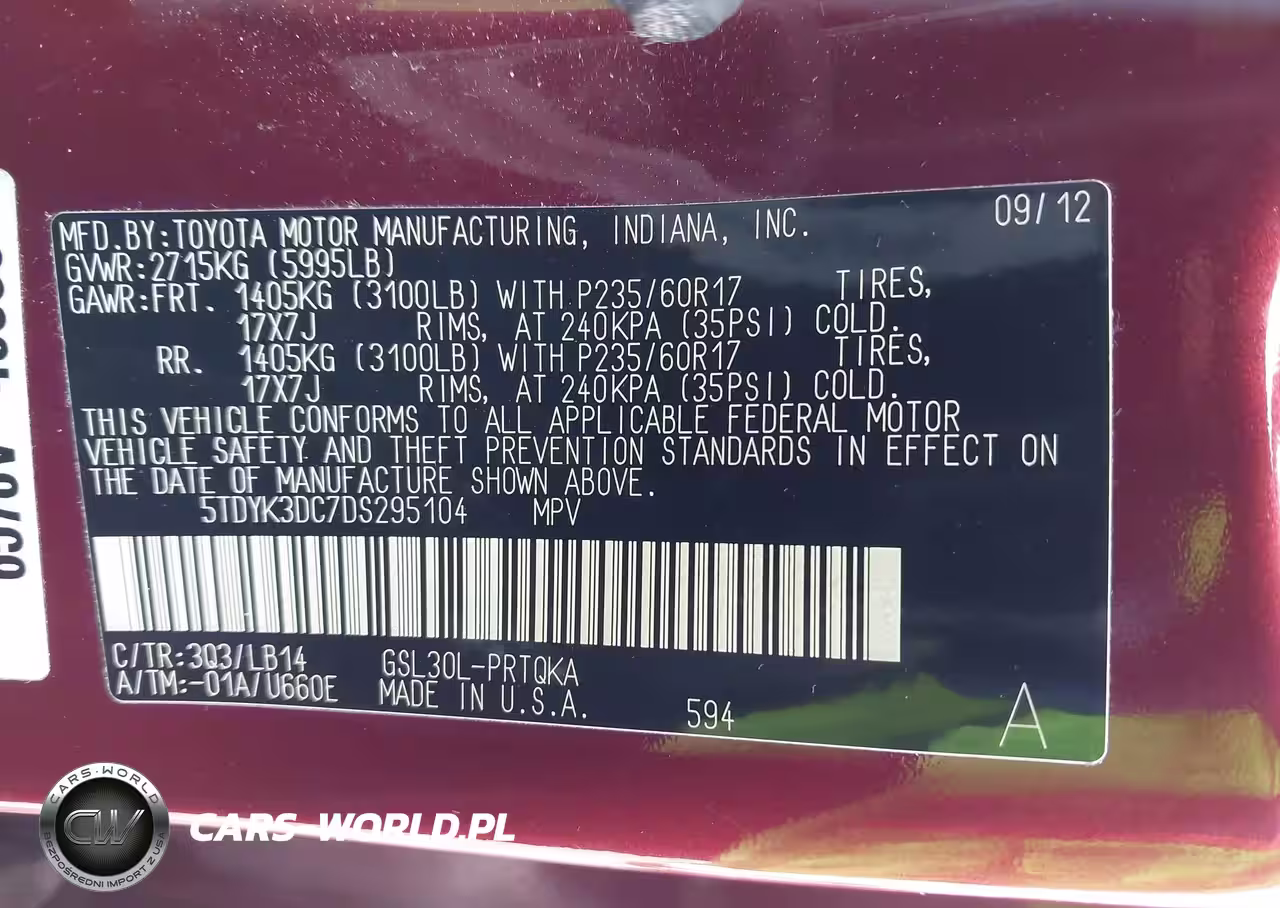 09/12
MFD.BY:TOYOTA MOTOR MANUFACTURING, INDIANA, INC.
GVWR:2715KG (5995LB)
GAWR:FRT. 1405KG (3100LB) WITH P235/60R17 TIRES,
17X7J RIMS, AT 240KPA (35PSI) COLD.
RR. 1405KG (3100LB) WITH P235/60R17 TIRES,
17X7J RIMS, AT 240KPA (35PSI) COLD.
THIS VEHICLE CONFORMS TO ALL APPLICABLE FEDERAL MOTOR
VEHICLE SAFETY AND THEFT PREVENTION STANDARDS IN EFFECT ON
THE DATE OF MANUFACTURE SHOWN ABOVE.
5TDYK3DC7DS295104 MPV
C/TR:3Q3/LB14 GSL30L-PRTQKA
A/TM:-01A/U660E MADE IN U.S.A. 594 A
CARS-WORLD
CW
BEZPOŚREDNI IMPORT Z USA
CARS-WORLD.PL